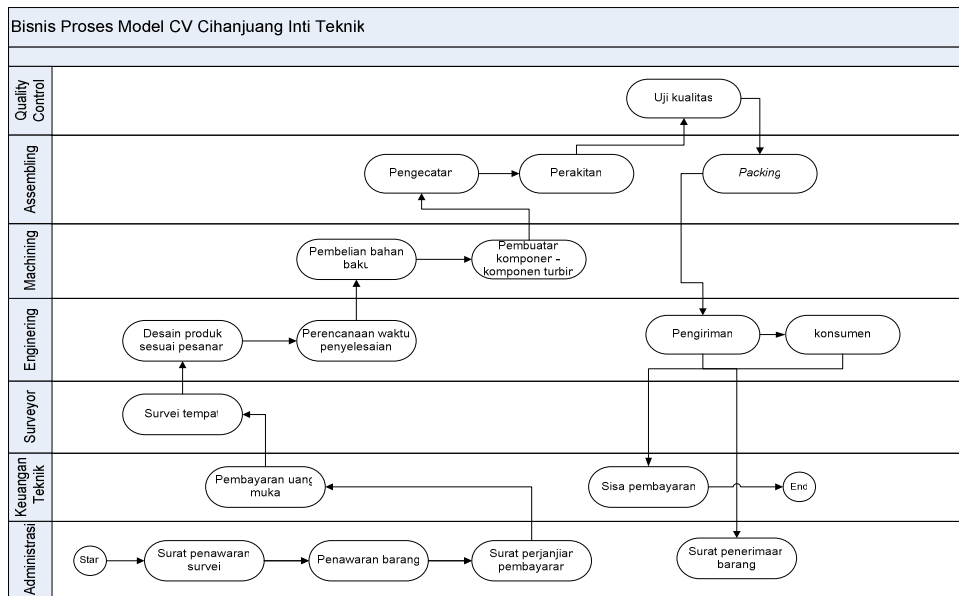 Bisnis Proses Model CV Cihanjuang Inti Teknik
Quality
Control
Uji kualitas
Assembling
Pengecatan
Perakitan
Packing
Machining
Pembelian bahan
baku
Pembuatan
komponen -
komponen turbin
Enginering
Desain produk
sesuai pesanan
Perencanaan waktu
penyelesaian
Pengiriman
konsumen
Surveyor
Survei tempat
Keuangan
Teknik
Pembayaran uang
muka
Sisa pembayaran
End
Administrasi
Start
Surat penawaran
survei
Penawaran barang
Surat perjanjian
pembayaran
Surat penerimaan
barang